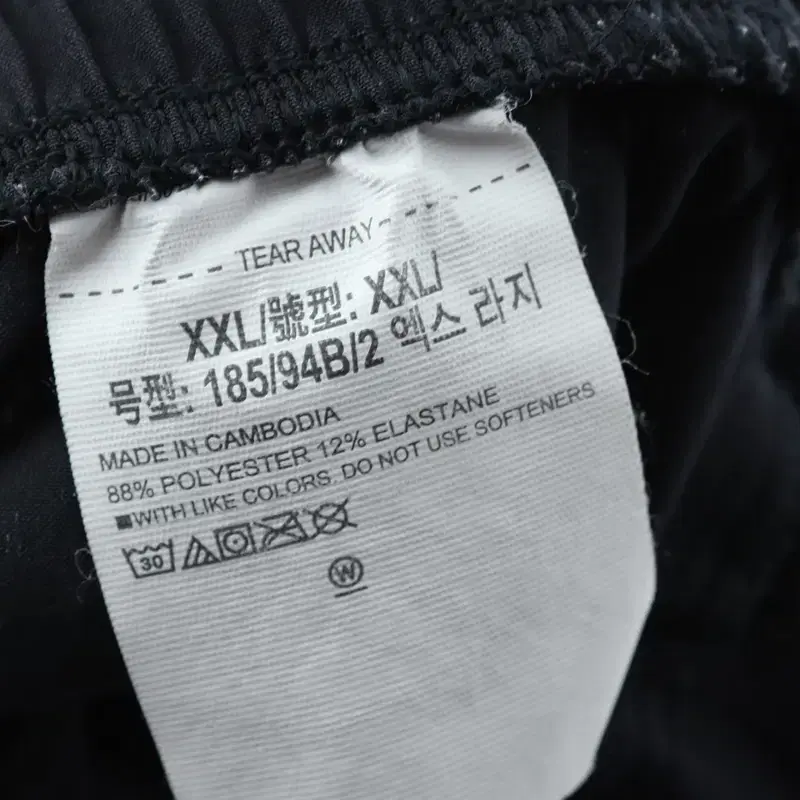 TEAR AWAY
XXL/號型: XXL/
号型: 185/94B/2 엑스 라지
MADE IN CAMBODIA
88% POLYESTER 12% ELASTANE
WITH LIKE COLORS. DO NOT USE SOFTENERS
30
W